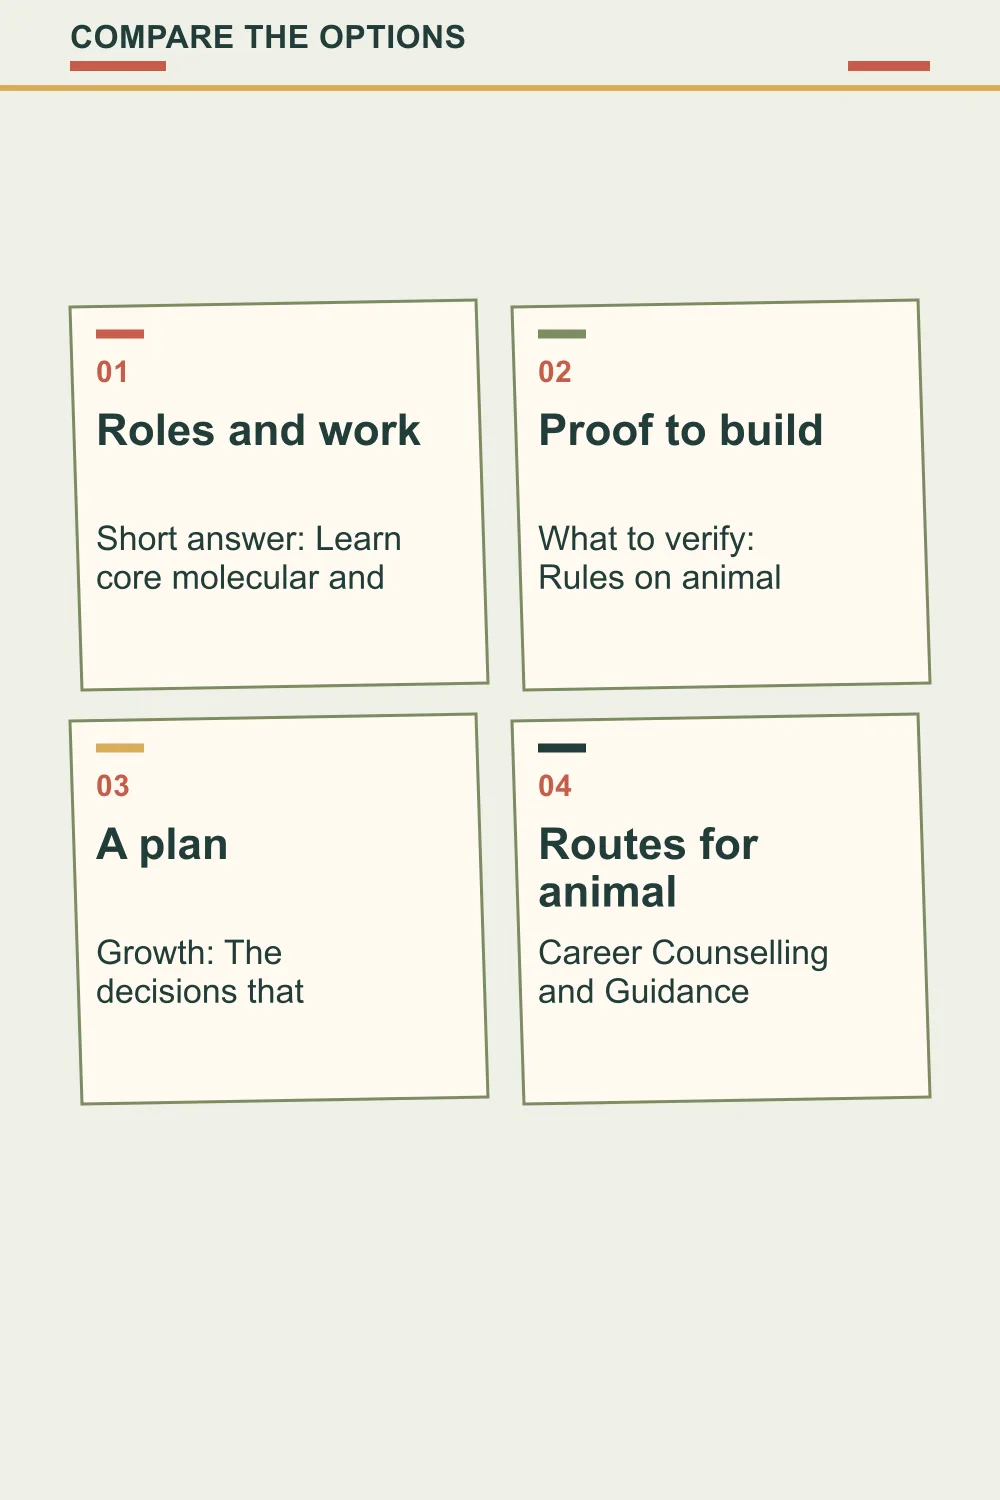 COMPARE THE OPTIONS
01
Roles and work
Short answer: Learn
core molecular and
02
Proof to build
What to verify:
Rules on animal
03
A plan
Growth: The
decisions that
04
Routes for
animal
Career Counselling
and Guidance